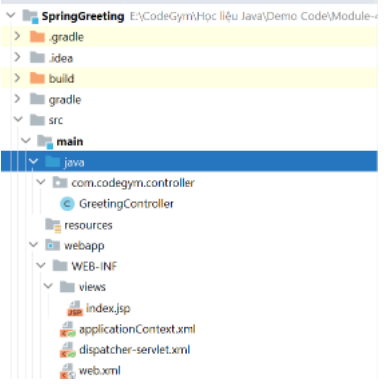 SpringGreeting E:\CodeGym\Học liệu Java\Demo Code\Module-
.gradle
.idea
build
gradle
src
main
java
com.codegym.controller
GreetingController
resources
webapp
WEB-INF
views
index.jsp
applicationContext.xml
dispatcher-servlet.xml
web.xml